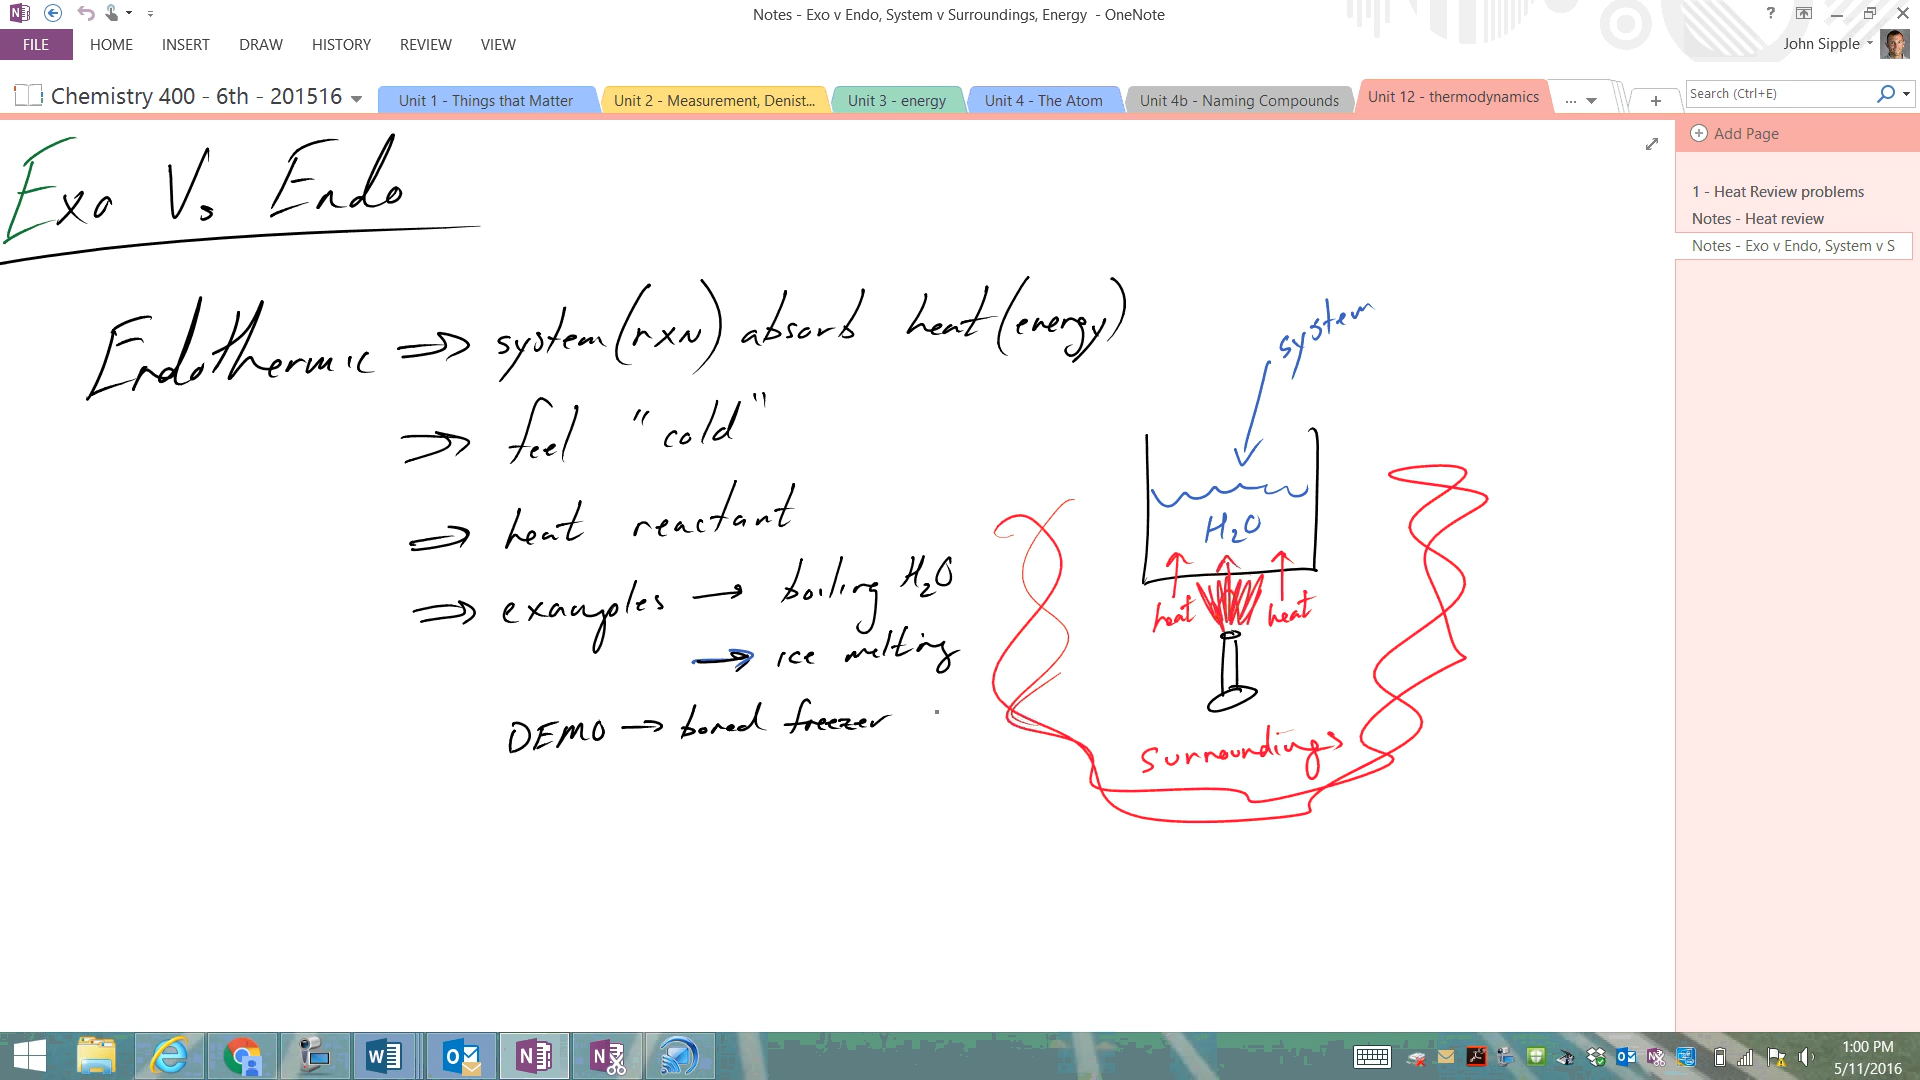 Notes - Exo v Endo, System v Surroundings, Energy - OneNote
?
FILE HOME INSERT DRAW HISTORY REVIEW VIEW
John Sipple
Chemistry 400 - 6th - 201516
Unit 1 - Things that Matter
Unit 2 - Measurement, Denist...
Unit 3 - energy
Unit 4 - The Atom
Unit 4b - Naming Compounds
Unit 12 - thermodynamics
...
Search (Ctrl+E)
Add Page
1 - Heat Review problems
Notes - Heat review
Notes - Exo v Endo, System v S
Exo Vs Endo
Endothermic ⇒ system (rxn) absorb heat (energy)
⇒ feel "cold"
⇒ heat reactant
⇒ examples → boiling H₂O
→ ice melting
DEMO → bored freezer
system
H₂O
heat heat
surroundings
1:00 PM
5/11/2016